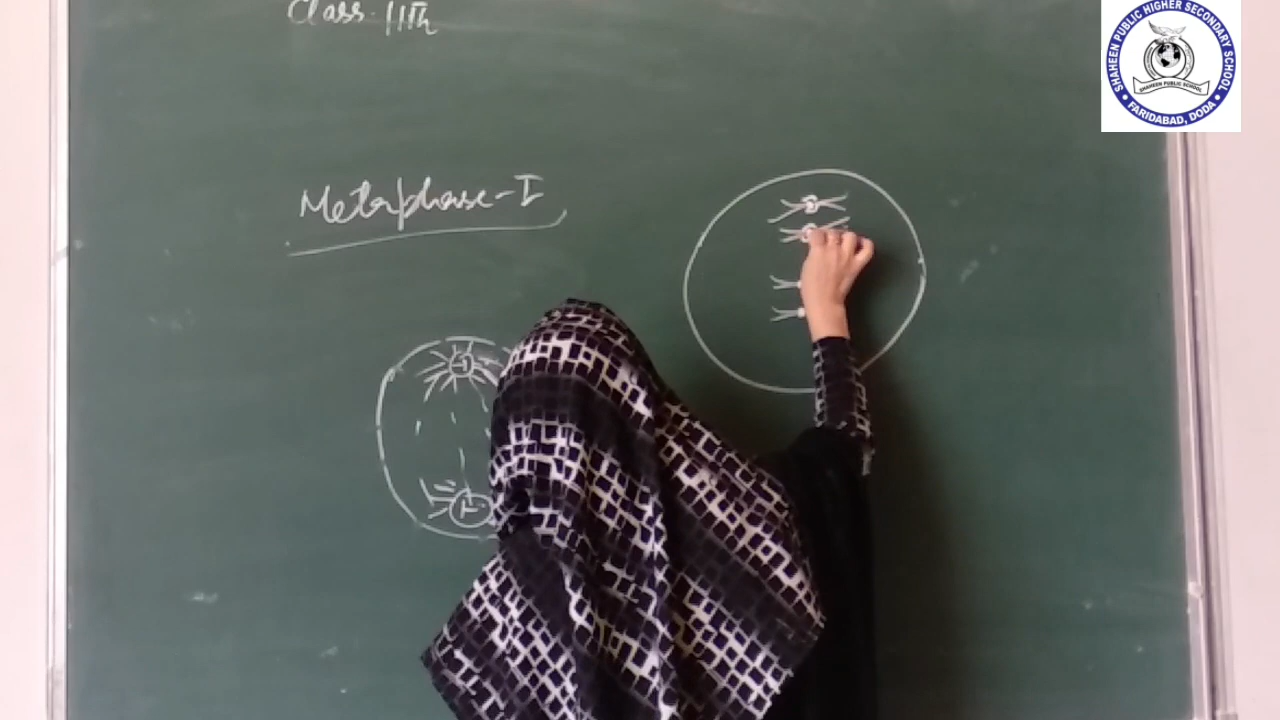 Class. 11th
Metaphase-I
SHAHEEN PUBLIC HIGHER SECONDARY SCHOOL
SHAHEEN PUBLIC SCHOOL
FARIDABAD, DODA